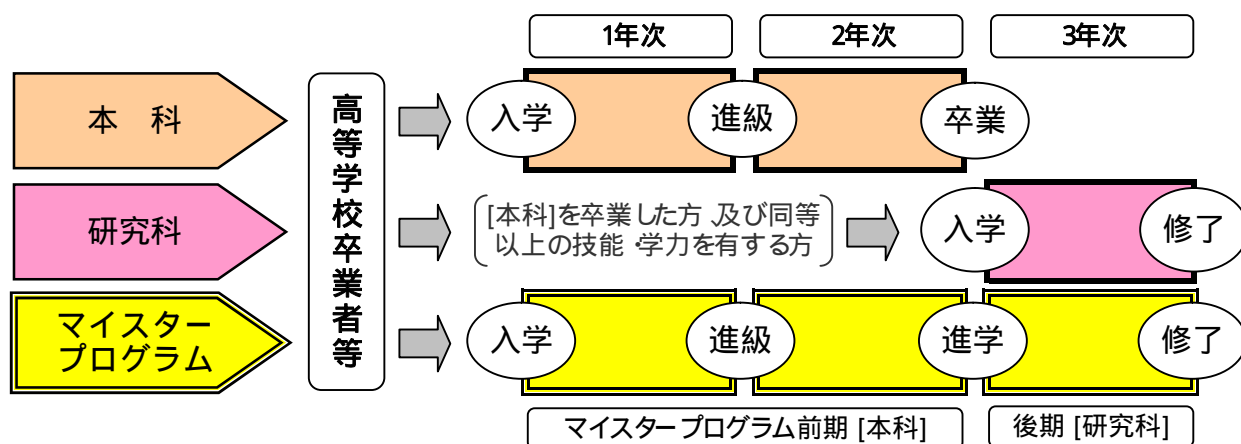 1年次
2年次
3年次
本 科
高等学校卒業者等
入学
進級
卒業
研究科
[本科]を卒業した方、及び同等
以上の技能・学力を有する方
入学
修了
マイスター
プログラム
入学
進級
進学
修了
マイスタープログラム前期 [本科]
後期 [研究科]